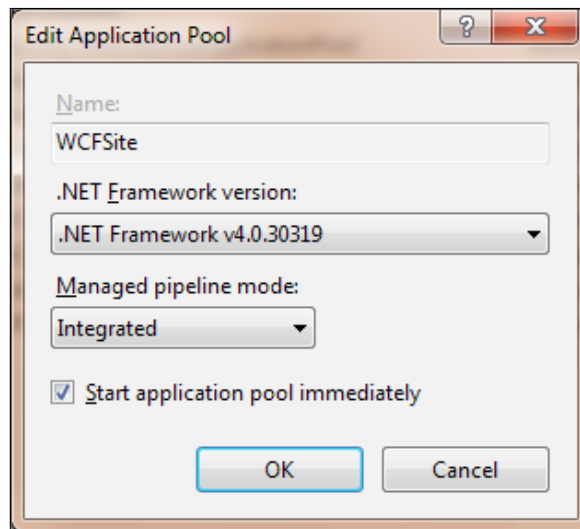 Edit Application Pool
?
Name:
WCFSite
.NET Framework version:
.NET Framework v4.0.30319
Managed pipeline mode:
Integrated
Start application pool immediately
OK Cancel